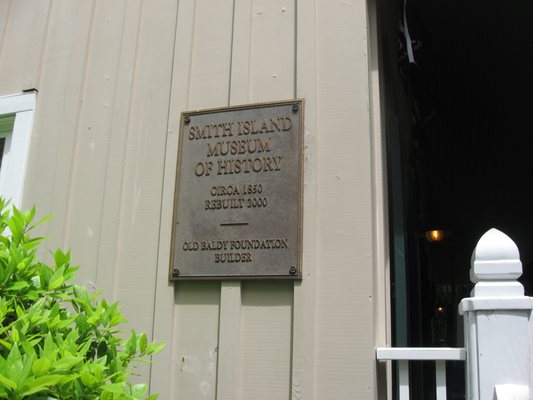 SMITH ISLAND
MUSEUM
OF HISTORY
CIRCA 1850
REBUILT 2000
OLD BALDY FOUNDATION
BUILDER